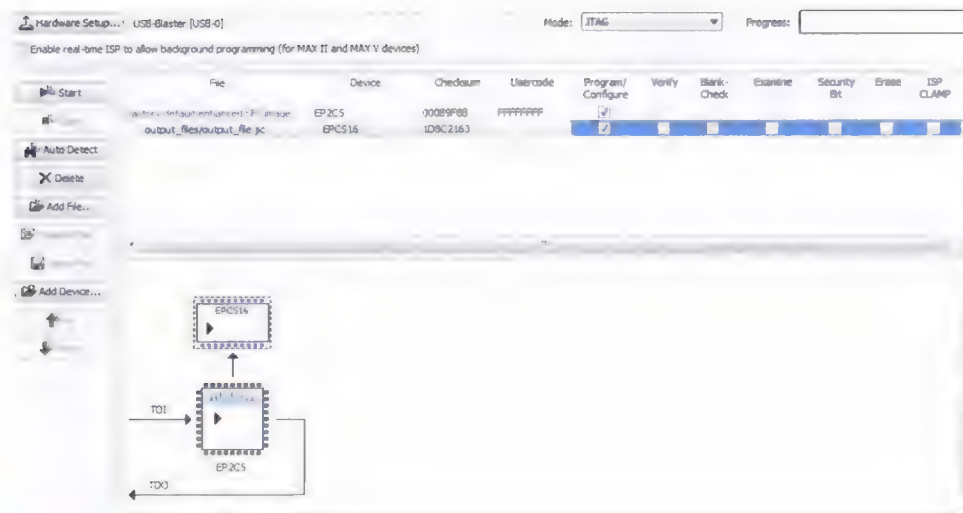 Hardware Setup... USB-Blaster [USB-0] Mode: JTAG Progress:
Enable real-time ISP to allow background programming (for MAX II and MAX V devices)
Start
Auto Detect
Delete
Add File...
Add Device...
File Device Checksum Usercode Program/Configure Verify Blank-Check Examine Security Bit Erase ISP CLAMP
image EP2C5 FFFFFFFF
output_files/output_file.jic EPCS16 1D8C2163
EPCS16
TDI
EP2C5
TDO